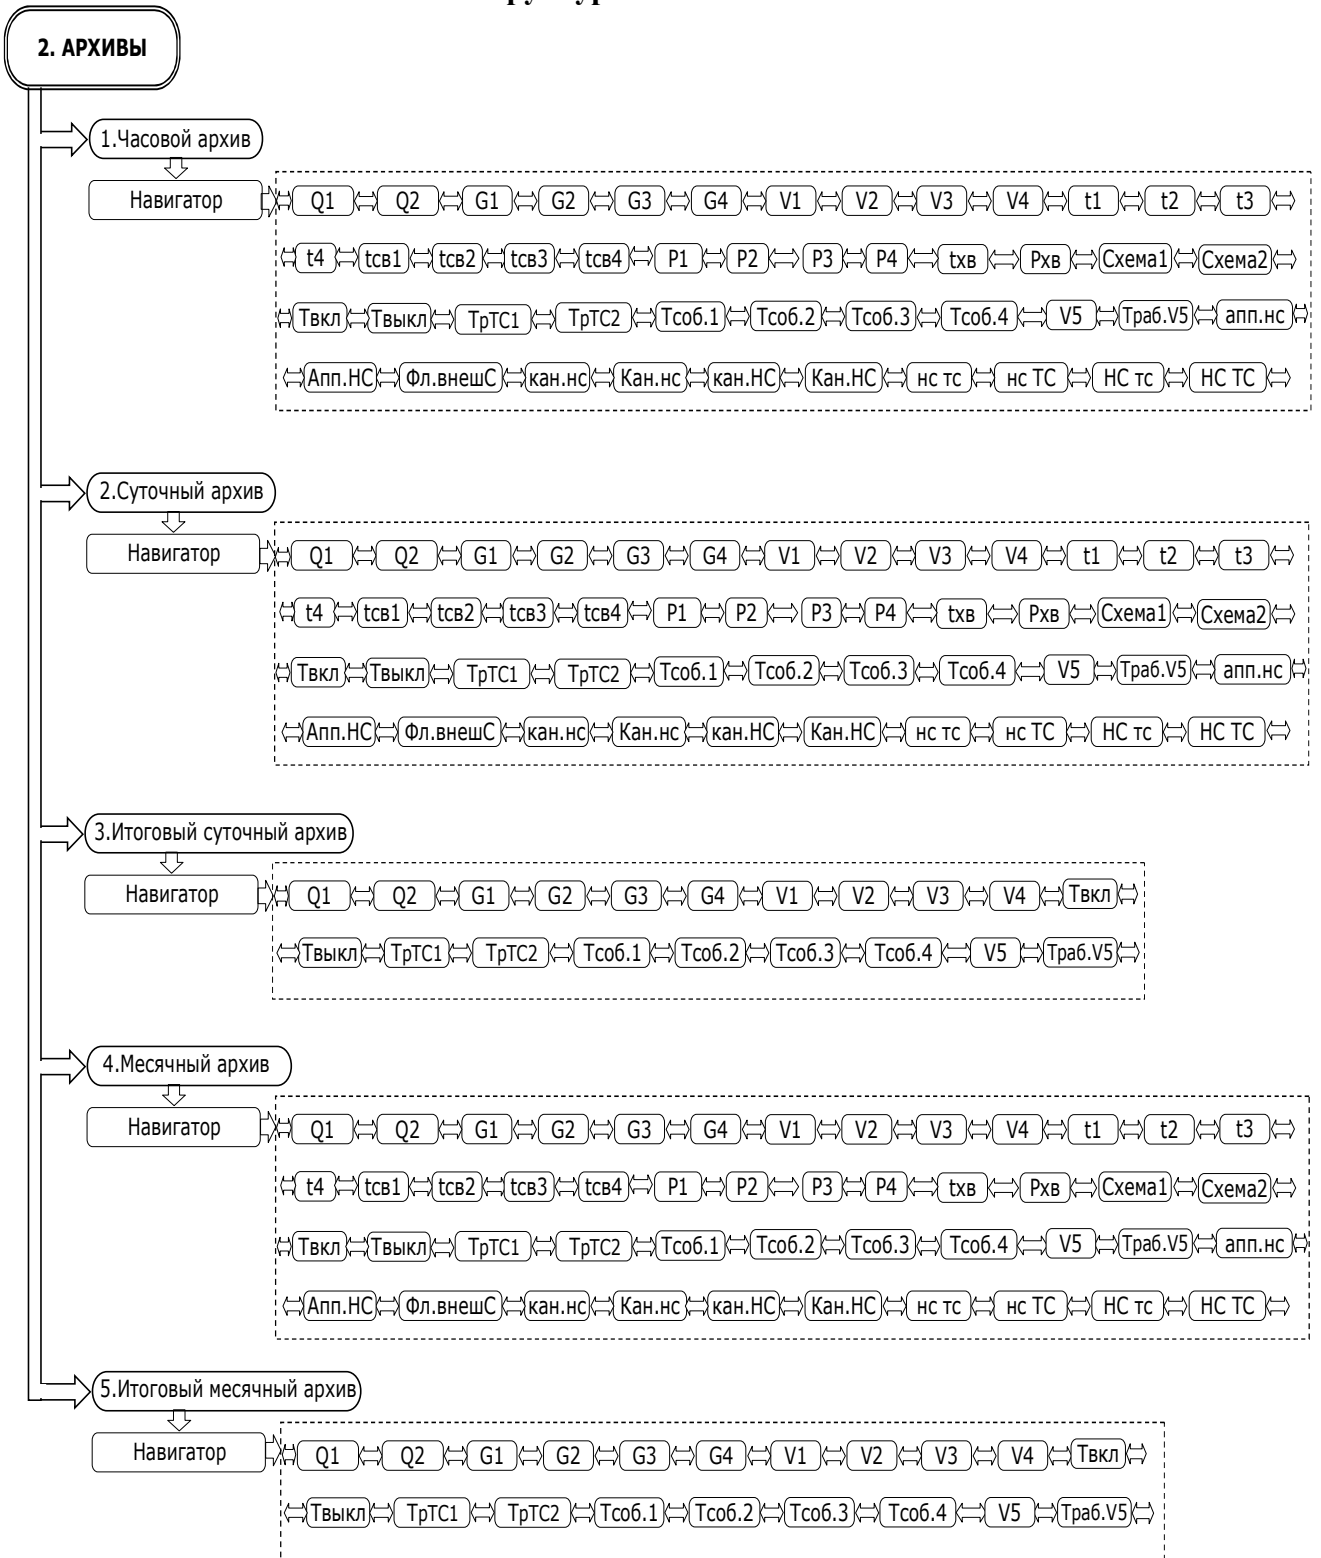 2. АРХИВЫ
1.Часовой архив
Навигатор Q1 Q2 G1 G2 G3 G4 V1 V2 V3 V4 t1 t2 t3
t4 tсв1 tсв2 tсв3 tсв4 P1 P2 P3 P4 tхв Pхв Схема1 Схема2
Твкл Твыкл ТрТС1 ТрТС2 Тсоб.1 Тсоб.2 Тсоб.3 Тсоб.4 V5 Траб.V5 апп.нс
Апп.НС Фл.внешС кан.нс Кан.нс кан.НС Кан.НС нс тс нс ТС НС тс НС ТС
2.Суточный архив
Навигатор Q1 Q2 G1 G2 G3 G4 V1 V2 V3 V4 t1 t2 t3
t4 tсв1 tсв2 tсв3 tсв4 P1 P2 P3 P4 tхв Pхв Схема1 Схема2
Твкл Твыкл ТрТС1 ТрТС2 Тсоб.1 Тсоб.2 Тсоб.3 Тсоб.4 V5 Траб.V5 апп.нс
Апп.НС Фл.внешС кан.нс Кан.нс кан.НС Кан.НС нс тс нс ТС НС тс НС ТС
3.Итоговый суточный архив
Навигатор Q1 Q2 G1 G2 G3 G4 V1 V2 V3 V4 Твкл
Твыкл ТрТС1 ТрТС2 Тсоб.1 Тсоб.2 Тсоб.3 Тсоб.4 V5 Траб.V5
4.Месячный архив
Навигатор Q1 Q2 G1 G2 G3 G4 V1 V2 V3 V4 t1 t2 t3
t4 tсв1 tсв2 tсв3 tсв4 P1 P2 P3 P4 tхв Pхв Схема1 Схема2
Твкл Твыкл ТрТС1 ТрТС2 Тсоб.1 Тсоб.2 Тсоб.3 Тсоб.4 V5 Траб.V5 апп.нс
Апп.НС Фл.внешС кан.нс Кан.нс кан.НС Кан.НС нс тс нс ТС НС тс НС ТС
5.Итоговый месячный архив
Навигатор Q1 Q2 G1 G2 G3 G4 V1 V2 V3 V4 Твкл
Твыкл ТрТС1 ТрТС2 Тсоб.1 Тсоб.2 Тсоб.3 Тсоб.4 V5 Траб.V5